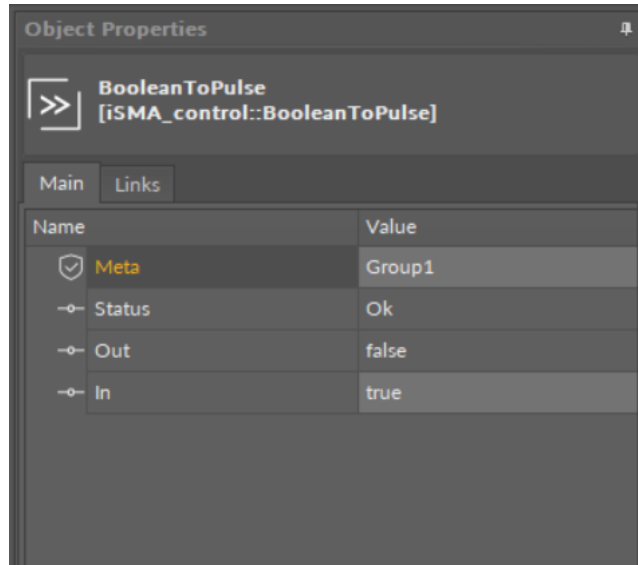 Object Properties
BooleanToPulse
[iSMA_control::BooleanToPulse]
Main Links
Name Value
Meta Group1
Status Ok
Out false
In true